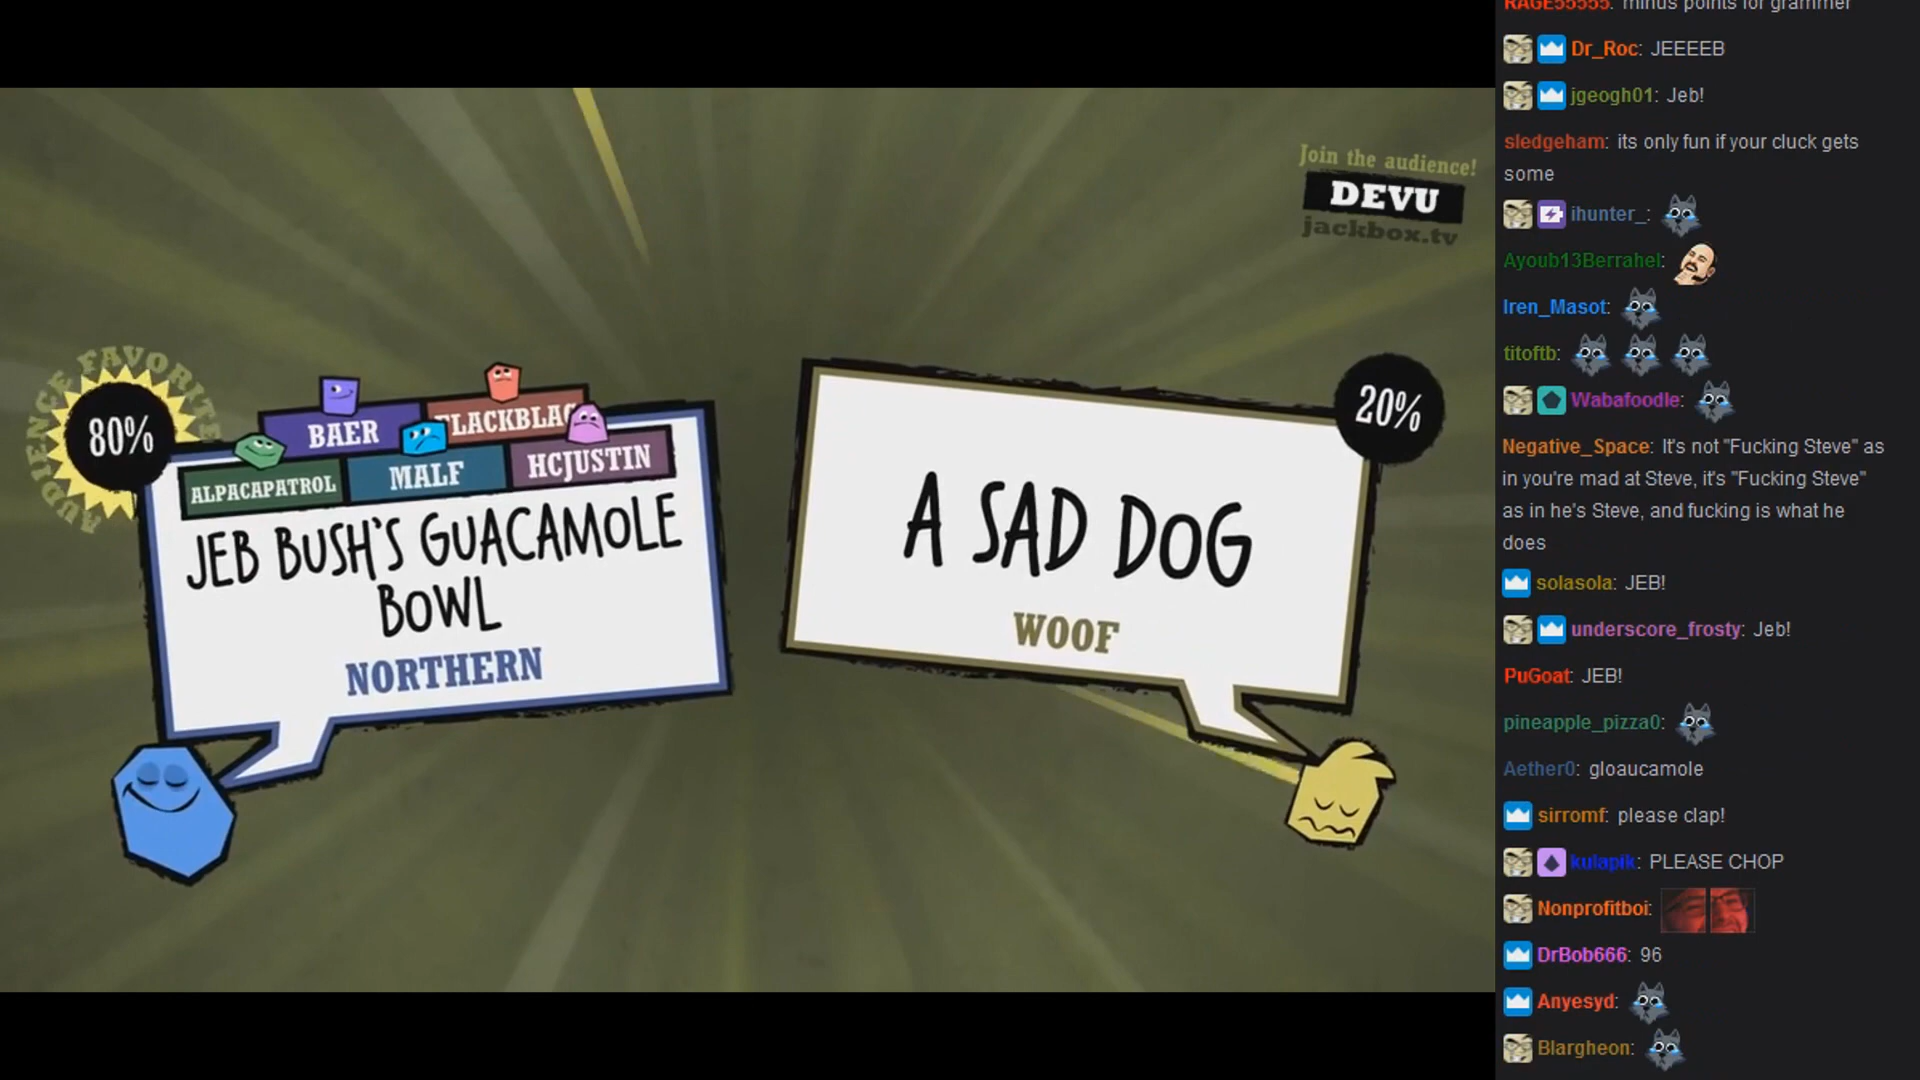 Join the audience!
DEVU
jackbox.tv
AUDIENCE FAVORITE
80%
BAER
LACKBLAC
ALPACAPATROL
MALF
HCJUSTIN
JEB BUSH'S GUACAMOLE
BOWL
NORTHERN
20%
A SAD DOG
WOOF
RAGE55555: minus points for grammer
Dr_Roc: JEEEEB
jgeogh01: Jeb!
sledgeham: its only fun if your cluck gets
some
ihunter_:
Ayoub13Berrahel:
Iren_Masot:
titoftb:
Wabafoodle:
Negative_Space: It's not "Fucking Steve" as
in you're mad at Steve, it's "Fucking Steve"
as in he's Steve, and fucking is what he
does
solasola: JEB!
underscore_frosty: Jeb!
PuGoat: JEB!
pineapple_pizza0:
Aether0: gloaucamole
sirromf: please clap!
kulapik: PLEASE CHOP
Nonprofitboi:
DrBob666: 96
Anyesyd:
Blargheon: